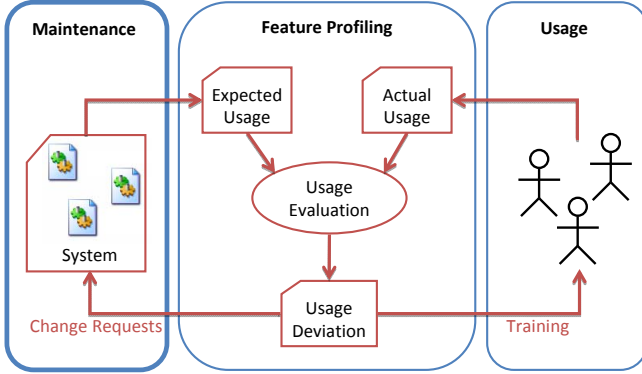 Maintenance
Feature Profiling
Usage
Expected
Usage
Actual
Usage
Usage
Evaluation
System
Usage
Deviation
Change Requests
Training